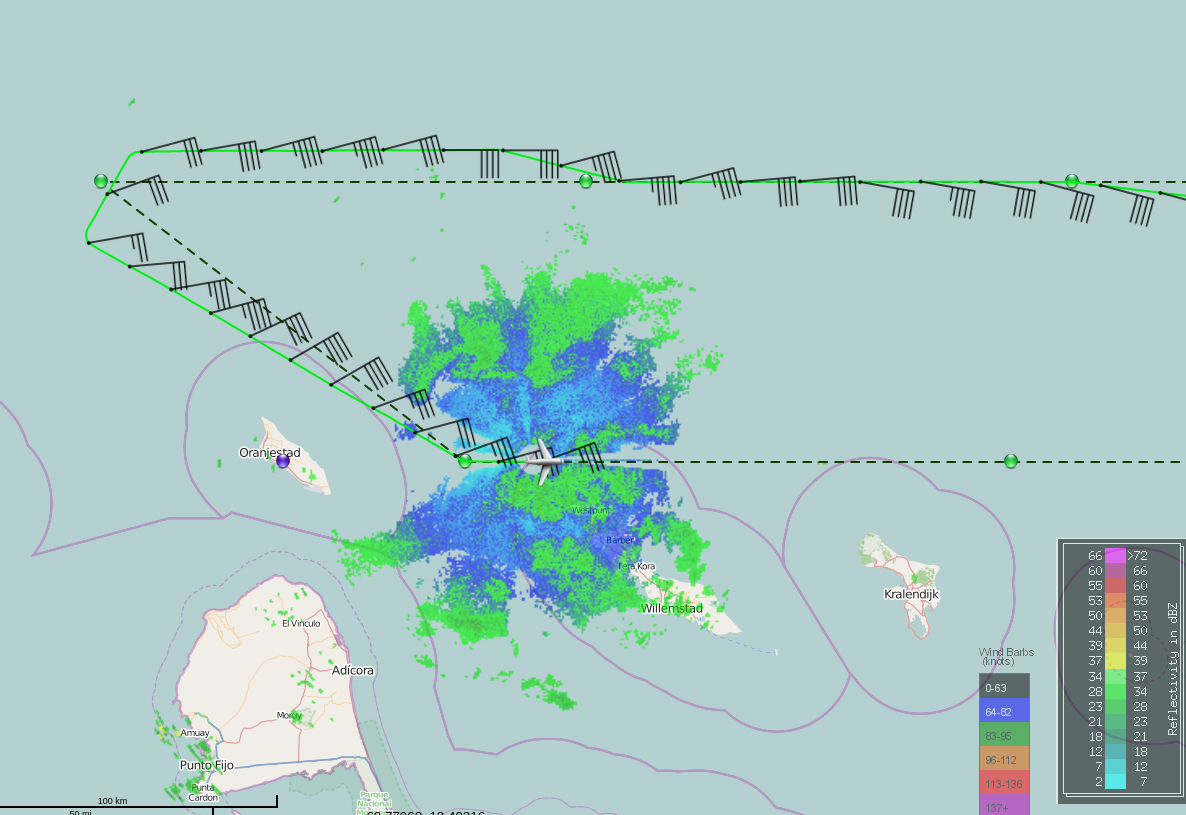 Oranjestad
Westpunt
Barber
Tera Kora
Willemstad
Kralendijk
El Vínculo
Adícora
Moruy
Amuay
Punto Fijo
Punta
Cardon
Parque
Nacional
100 km
50 mi
Wind Barbs
(knots)
0-63
64-82
83-95
96-112
113-136
137+
66 >72
60 66
55 60
53 55
50 53
44 50
39 44
37 39
34 37
28 34
23 28
21 23
18 21
12 18
7 12
2 7
Reflectivity in dBZ